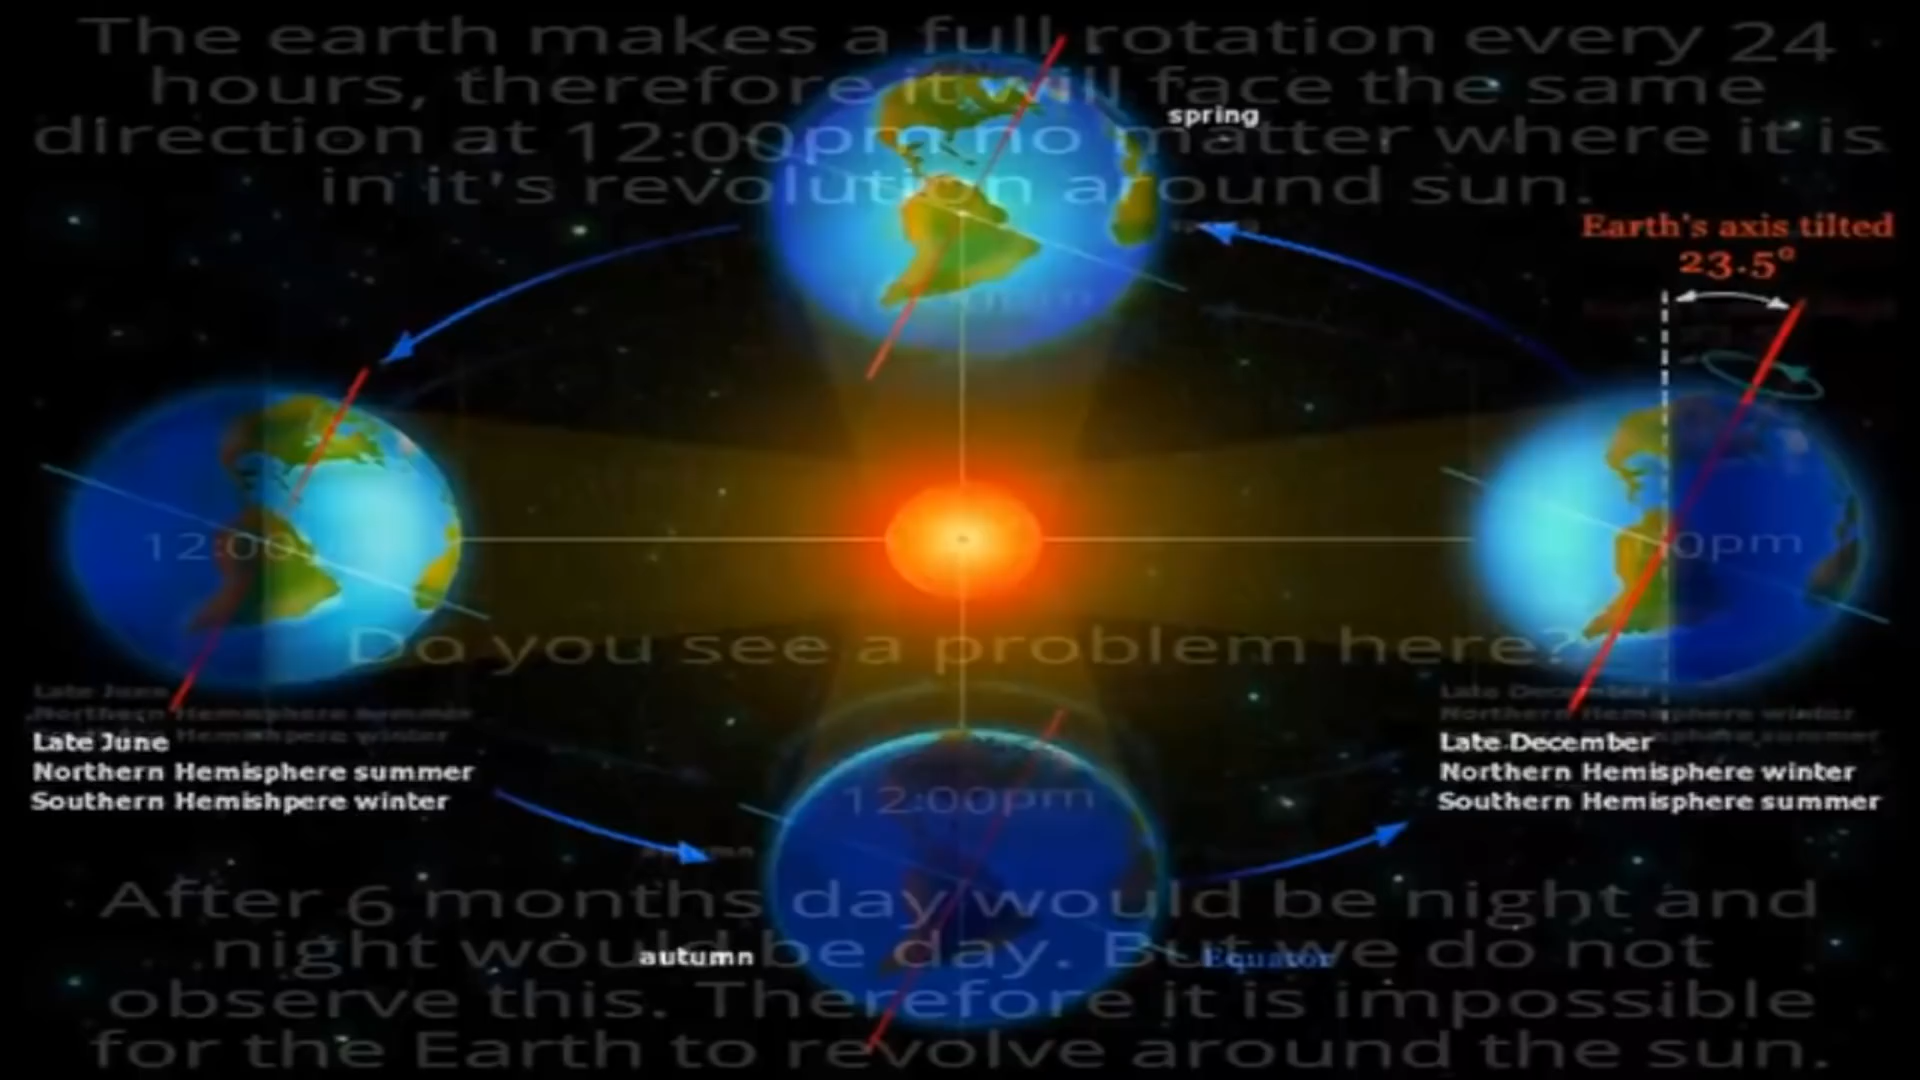 The earth makes a full rotation every 24
hours, therefore it will face the same
direction at 12:00pm no matter where it is
in it's revolution around sun.
spring
Earth's axis tilted
23.5°
12:00
0pm
Do you see a problem here?
Late June
Northern Hemisphere summer
Southern Hemishpere winter
Late December
Northern Hemisphere winter
Southern Hemisphere summer
12:00pm
After 6 months day would be night and
night would be day. But we do not
autumn
Equator
observe this. Therefore it is impossible
for the Earth to revolve around the sun.